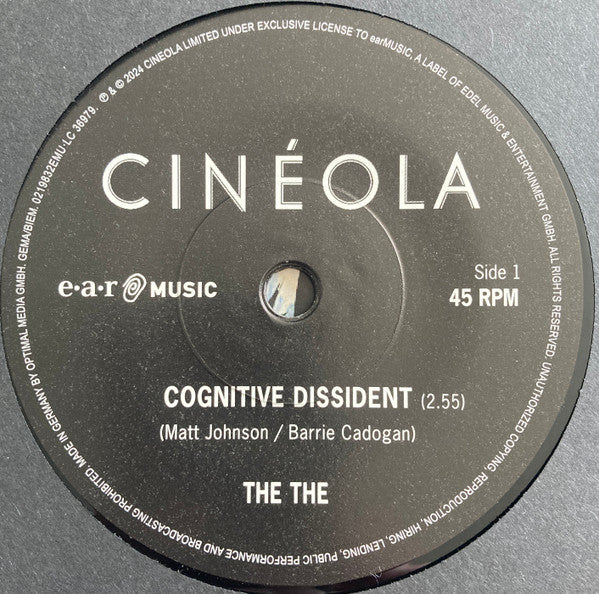 CINÉOLA
e·a·r MUSIC
Side 1
45 RPM
COGNITIVE DISSIDENT (2.55)
(Matt Johnson / Barrie Cadogan)
THE THE
℗ & © 2024 CINEOLA LIMITED UNDER EXCLUSIVE LICENSE TO earMUSIC, A LABEL OF EDEL MUSIC & ENTERTAINMENT GMBH. ALL RIGHTS RESERVED. UNAUTHORIZED COPYING, REPRODUCTION, HIRING, LENDING, PUBLIC PERFORMANCE AND BROADCASTING PROHIBITED. MADE IN GERMANY BY OPTIMAL MEDIA GMBH. GEMA/BIEM. 0219832EMU·LC 36979.